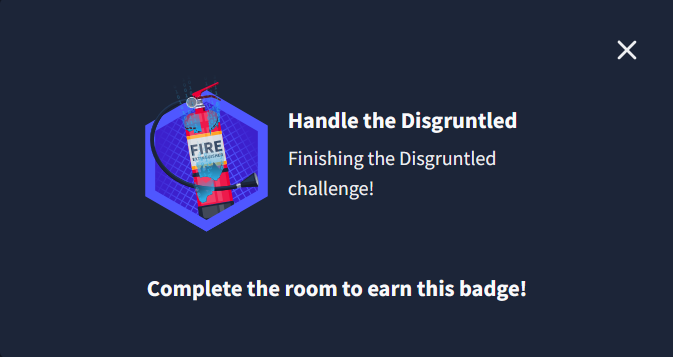 Handle the Disgruntled
Finishing the Disgruntled
challenge!
FIRE
EXTINGUISHER
Complete the room to earn this badge!